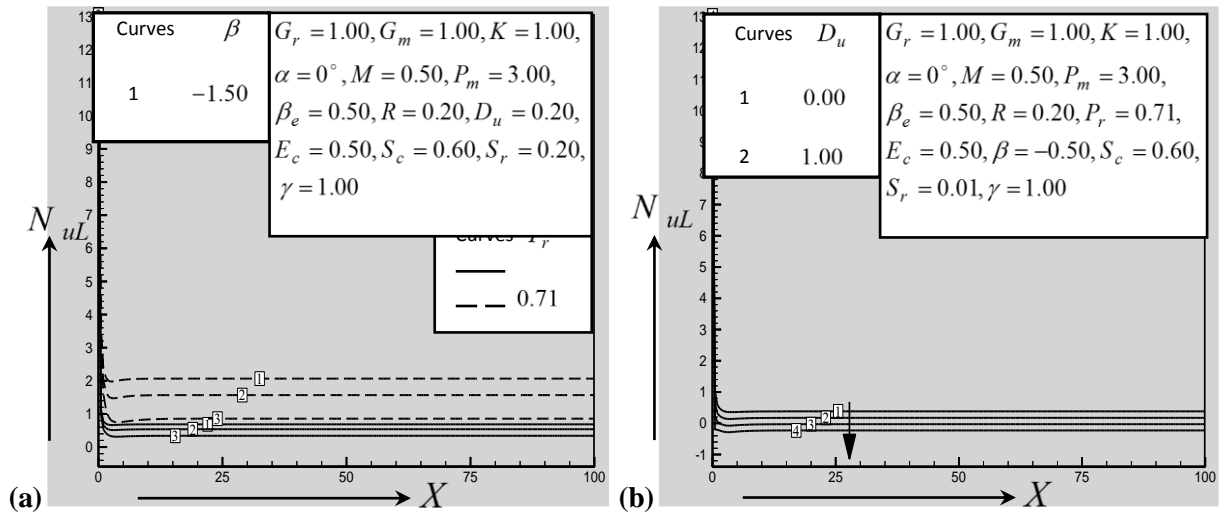 13
12
11
10
9
8
7
6
5
4
3
2
1
0
N uL
Curves β
1 −1.50
G_r = 1.00, G_m = 1.00, K = 1.00,
α = 0°, M = 0.50, P_m = 3.00,
β_e = 0.50, R = 0.20, D_u = 0.20,
E_c = 0.50, S_c = 0.60, S_r = 0.20,
γ = 1.00
Curves P_r
0.71
1
2
3
1
2
3
0 25 50 75 100
(a) X
13
12
11
10
9
8
7
6
5
4
3
2
1
0
-1
N uL
Curves D_u
1 0.00
2 1.00
G_r = 1.00, G_m = 1.00, K = 1.00,
α = 0°, M = 0.50, P_m = 3.00,
β_e = 0.50, R = 0.20, P_r = 0.71,
E_c = 0.50, β = −0.50, S_c = 0.60,
S_r = 0.01, γ = 1.00
1
2
3
4
0 25 50 75 100
(b) X